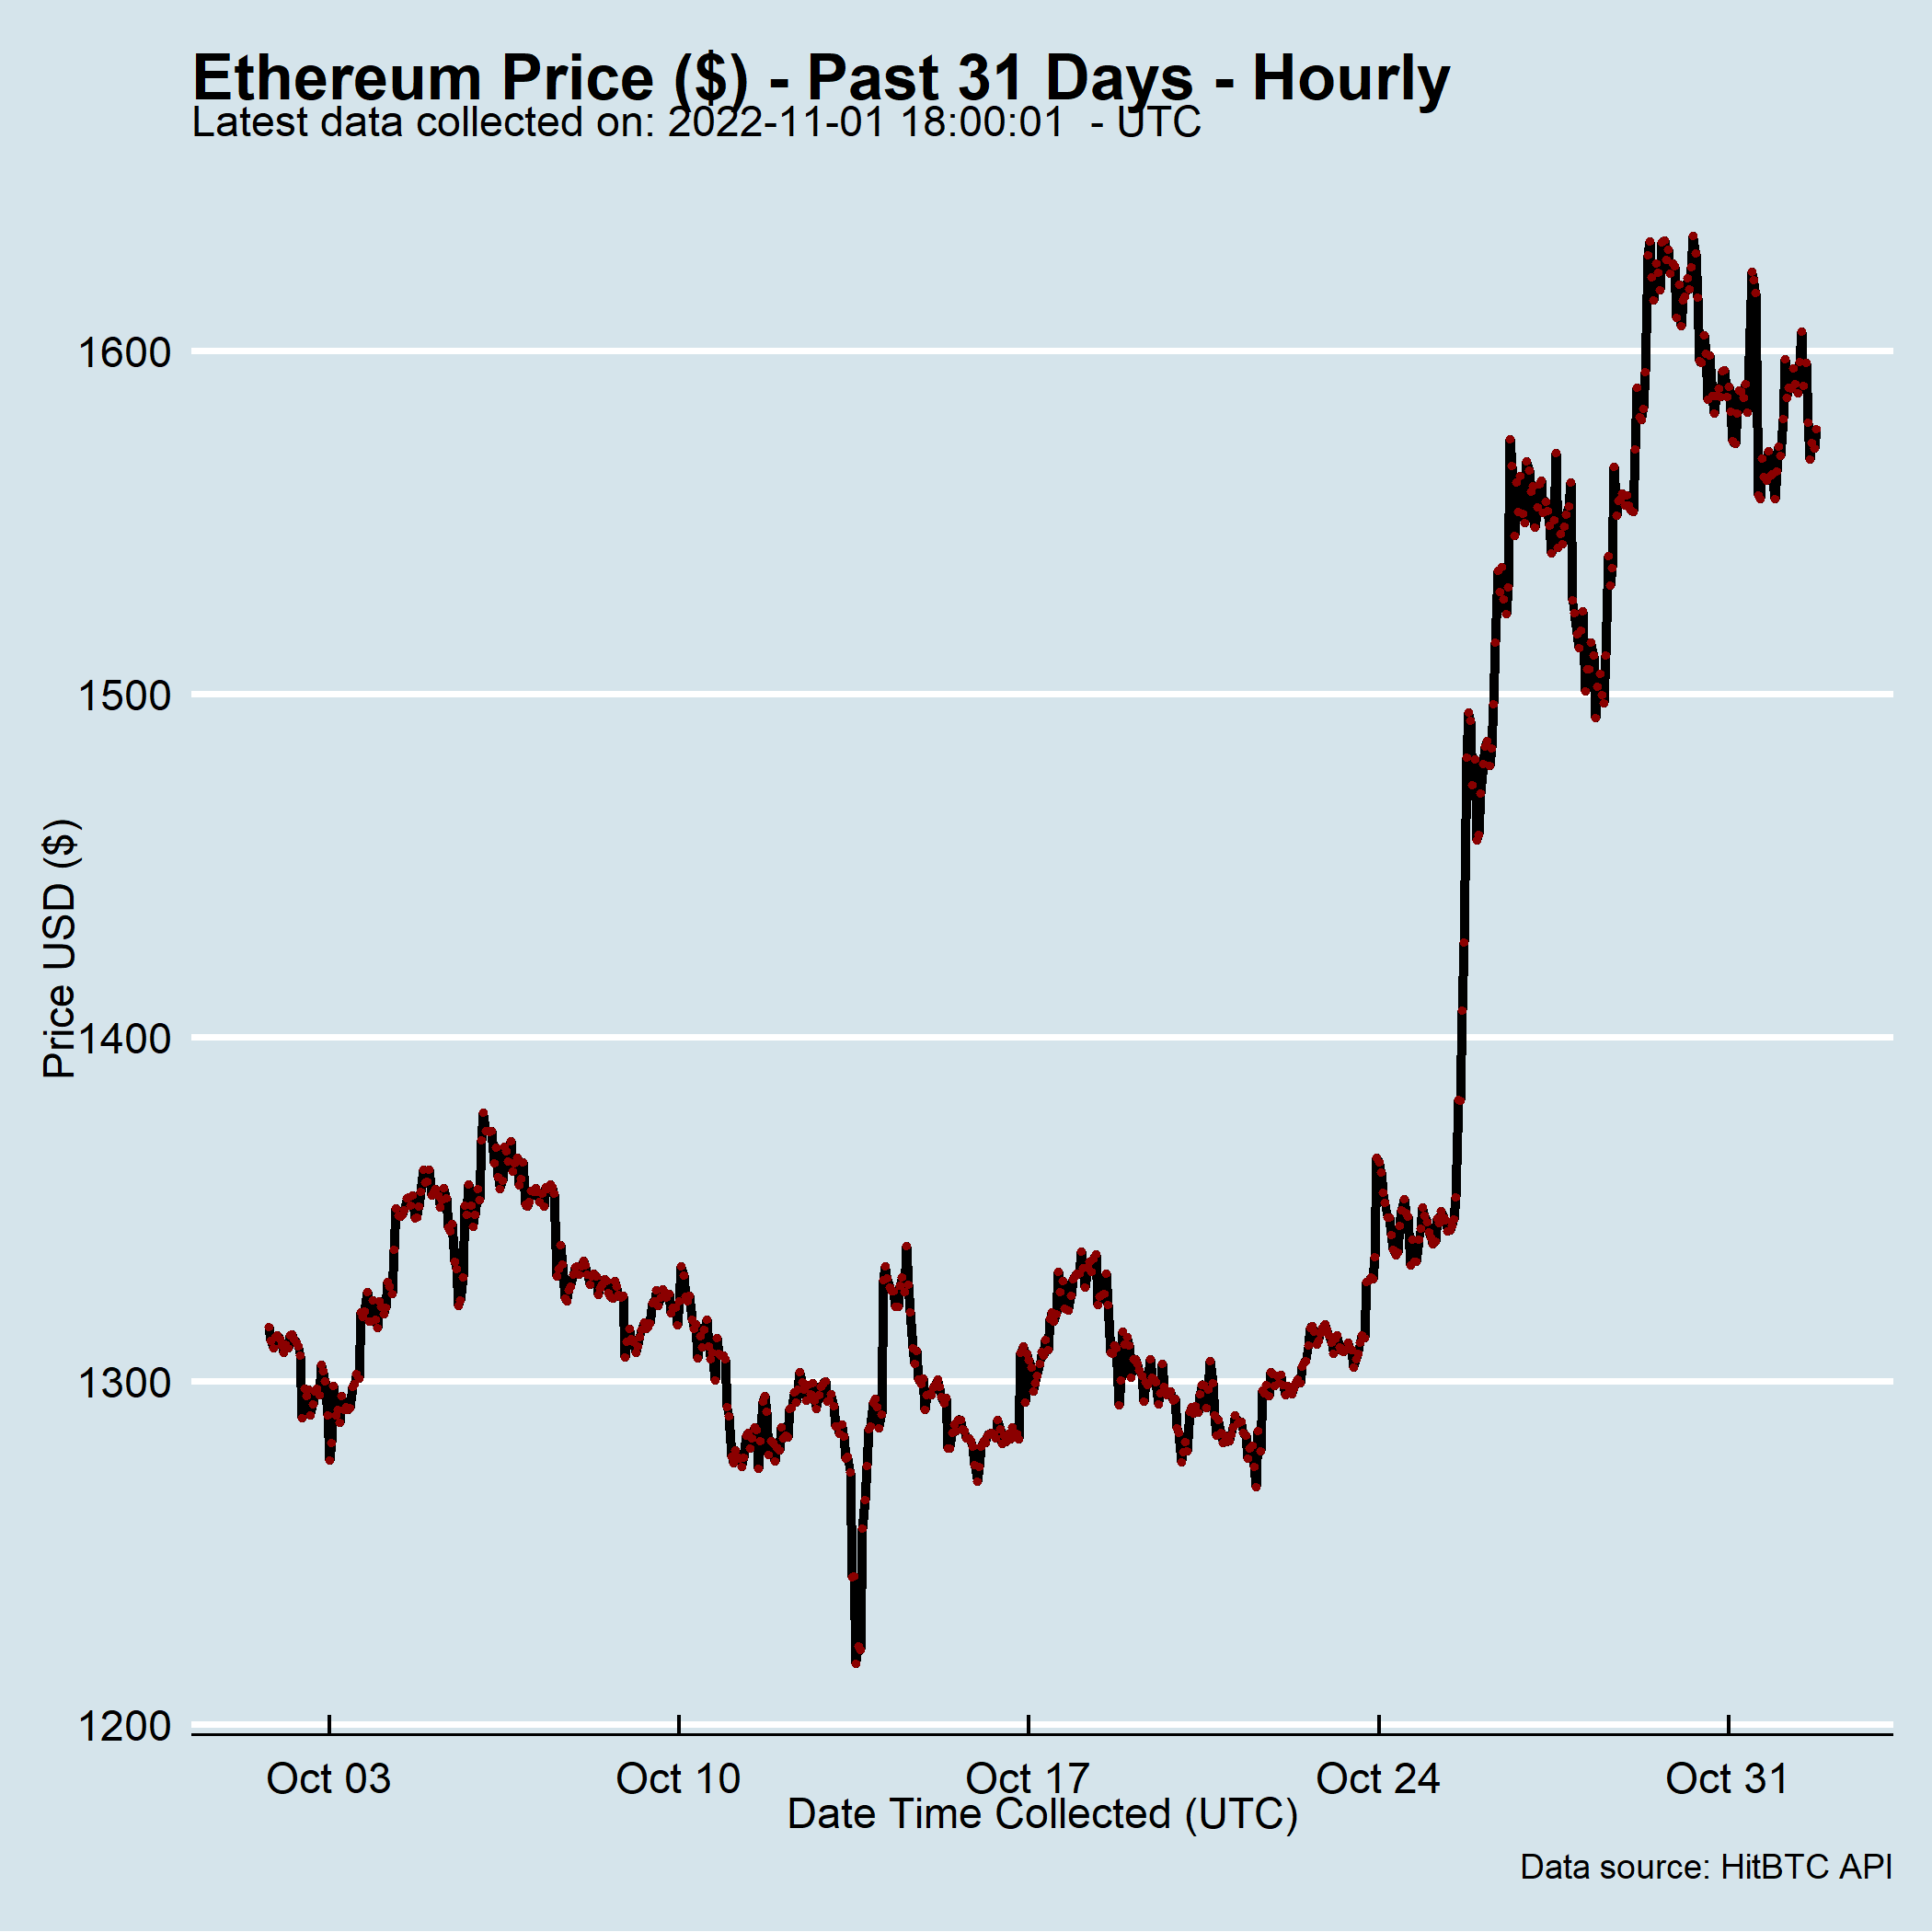 Ethereum Price ($) - Past 31 Days - Hourly
Latest data collected on: 2022-11-01 18:00:01  - UTC
Price USD ($)
1600
1500
1400
1300
1200
Oct 03
Oct 10
Oct 17
Oct 24
Oct 31
Date Time Collected (UTC)
Data source: HitBTC API